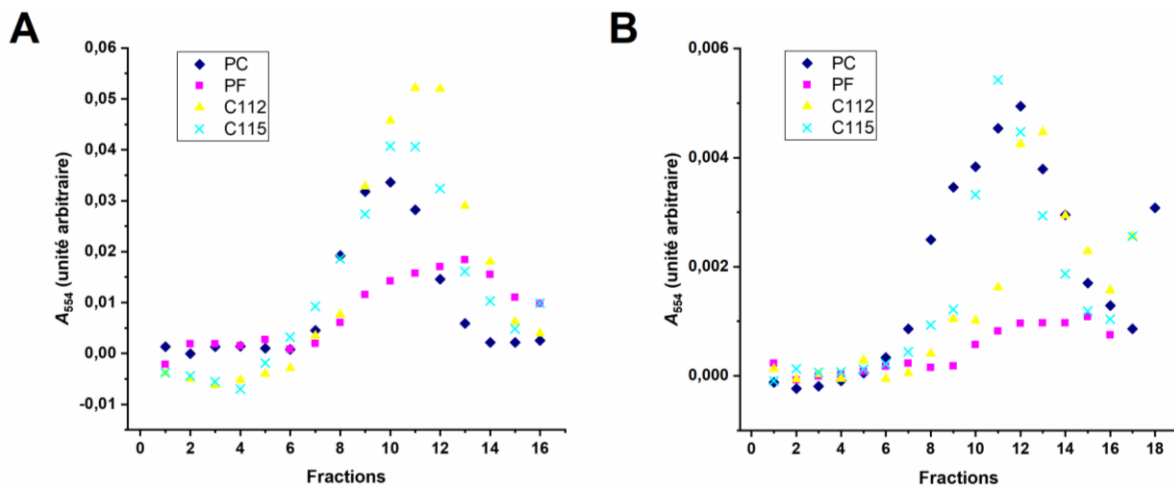 A
0,06
0,05
0,04
0,03
0,02
0,01
0,00
-0,01
A554 (unité arbitraire)
PC
PF
C112
C115
0 2 4 6 8 10 12 14 16
Fractions
B
0,006
0,004
0,002
0,000
A554 (unité arbitraire)
PC
PF
C112
C115
0 2 4 6 8 10 12 14 16 18
Fractions